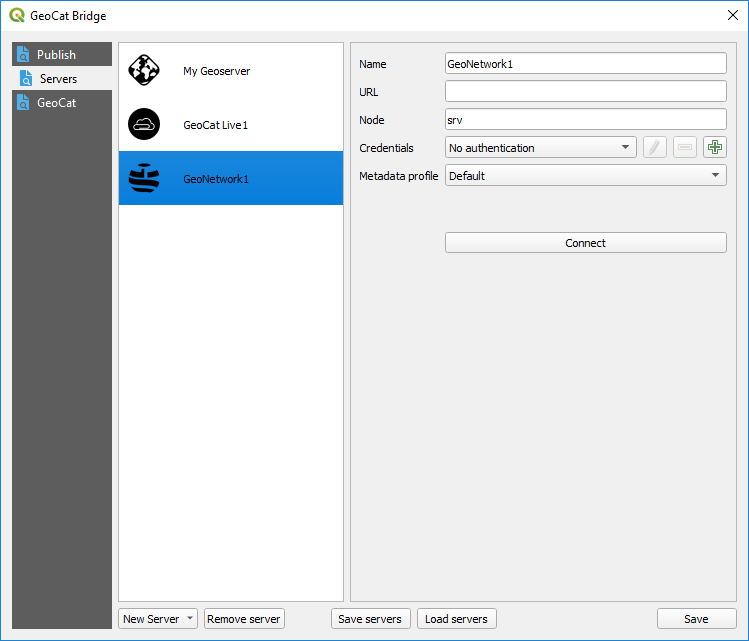 GeoCat Bridge
Publish
Servers
GeoCat
My Geoserver
GeoCat Live1
GeoNetwork1
Name GeoNetwork1
URL
Node srv
Credentials No authentication
Metadata profile Default
Connect
New Server Remove server Save servers Load servers Save